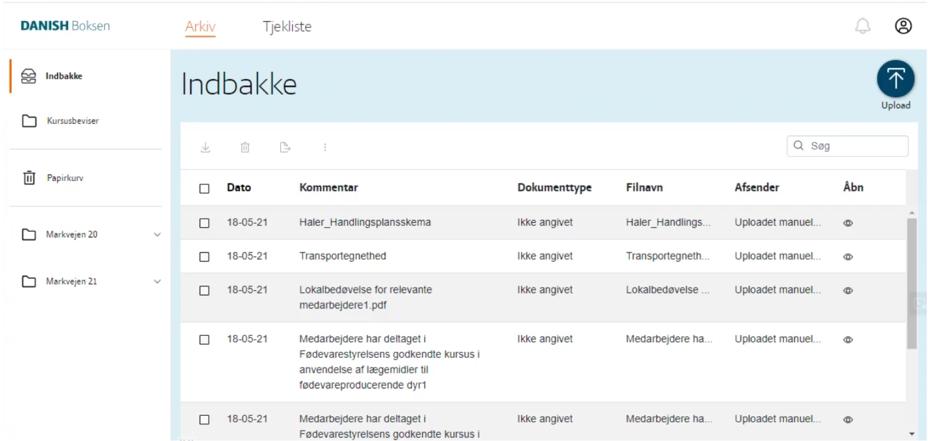 DANISH Boksen
Arkiv
Tjekliste
Indbakke
Kursusbeviser
Papirkurv
Markvejen 20
Markvejen 21
Indbakke
Upload
Søg
Dato Kommentar Dokumenttype Filnavn Afsender Åbn
18-05-21 Haler_Handlingsplansskema Ikke angivet Haler_Handlings... Uploadet manuel...
18-05-21 Transportegnethed Ikke angivet Transportegneth... Uploadet manuel...
18-05-21 Lokalbedøvelse for relevante Ikke angivet Lokalbedøvelse ... Uploadet manuel...
medarbejdere1.pdf
18-05-21 Medarbejdere har deltaget i Ikke angivet Medarbejdere ha... Uploadet manuel...
Fødevarestyrelsens godkendte kursus i
anvendelse af lægemidler til
fødevareproducerende dyr1
18-05-21 Medarbejdere har deltaget i Ikke angivet Medarbejdere ha... Uploadet manuel...
Fødevarestyrelsens godkendte kursus i